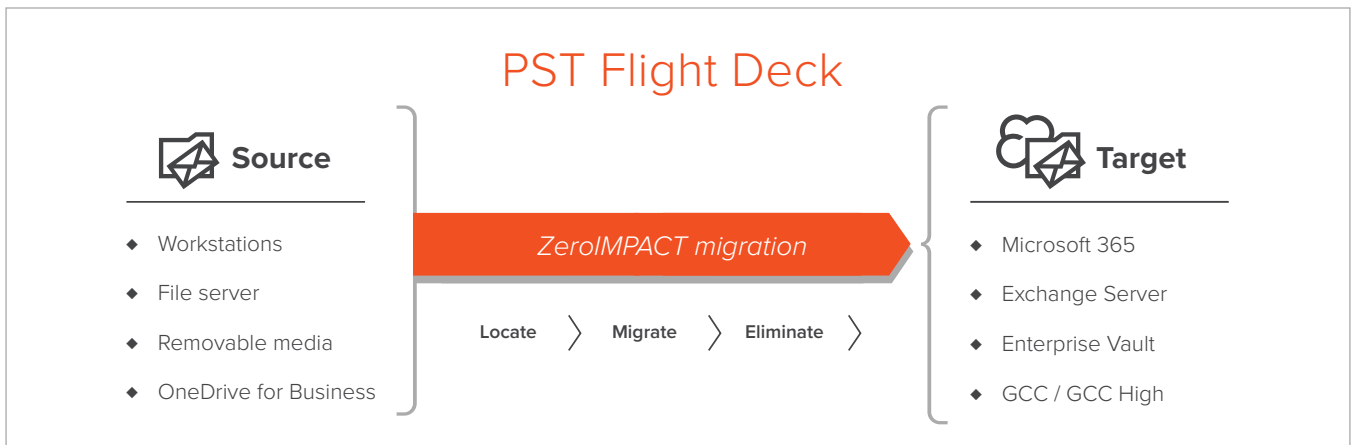 PST Flight Deck
Source
Workstations
File server
Removable media
OneDrive for Business
ZeroIMPACT migration
Locate
Migrate
Eliminate
Target
Microsoft 365
Exchange Server
Enterprise Vault
GCC / GCC High